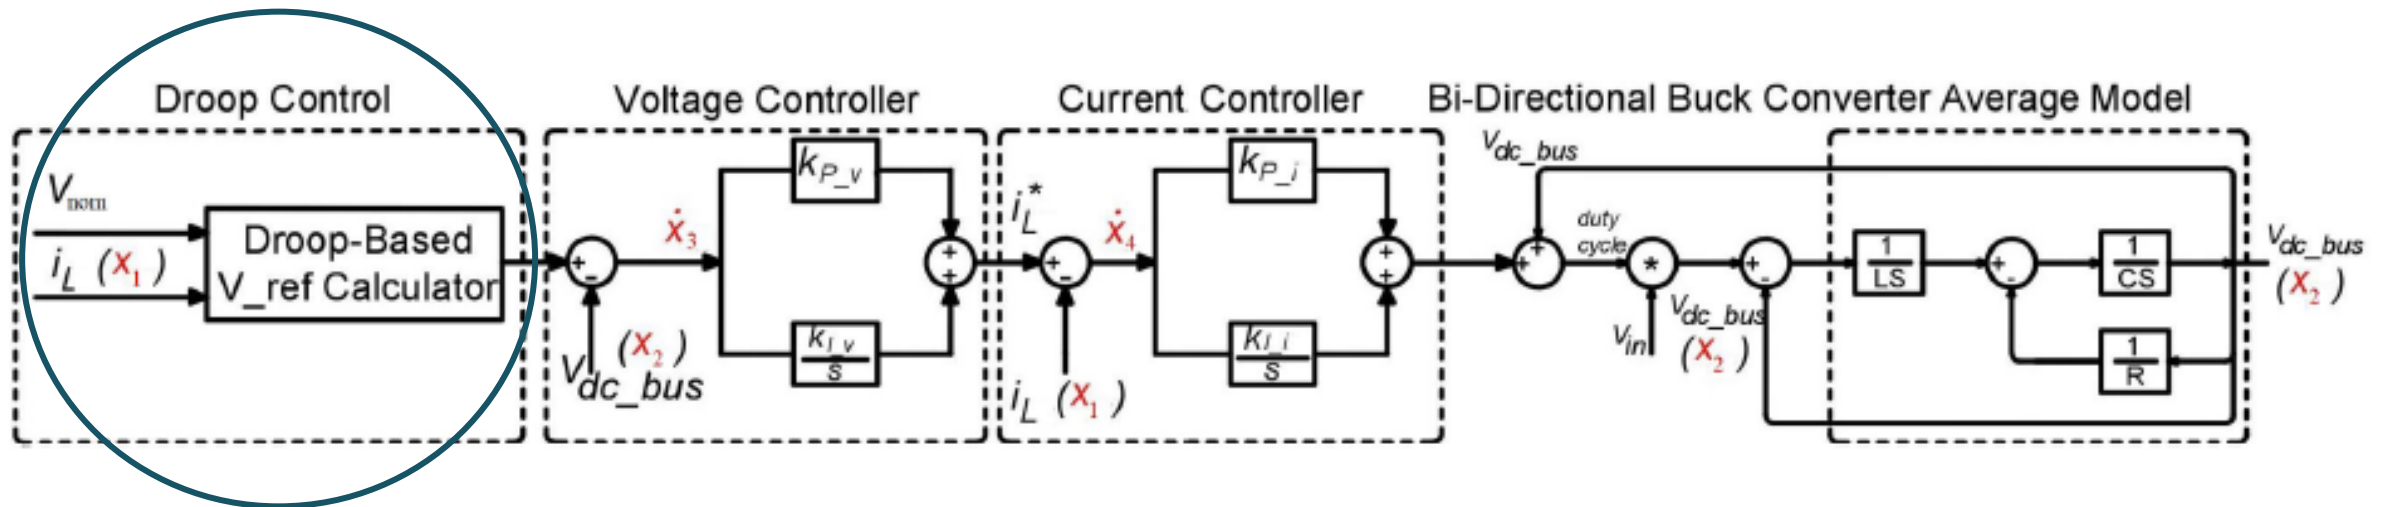 Droop Control
V_nom
i_L (x_1)
Droop-Based
V_ref Calculator
Voltage Controller
+
-
V_dc_bus
(x_2)
ẋ_3
k_P_v
k_I_v
s
+
+
Current Controller
i_L^*
+
-
i_L (x_1)
ẋ_4
k_P_i
k_I_i
s
+
+
Bi-Directional Buck Converter Average Model
V_dc_bus
+
+
duty
cycle
*
V_in
V_dc_bus
(x_2)
+
-
1
LS
+
-
1
CS
1
R
V_dc_bus
(x_2)